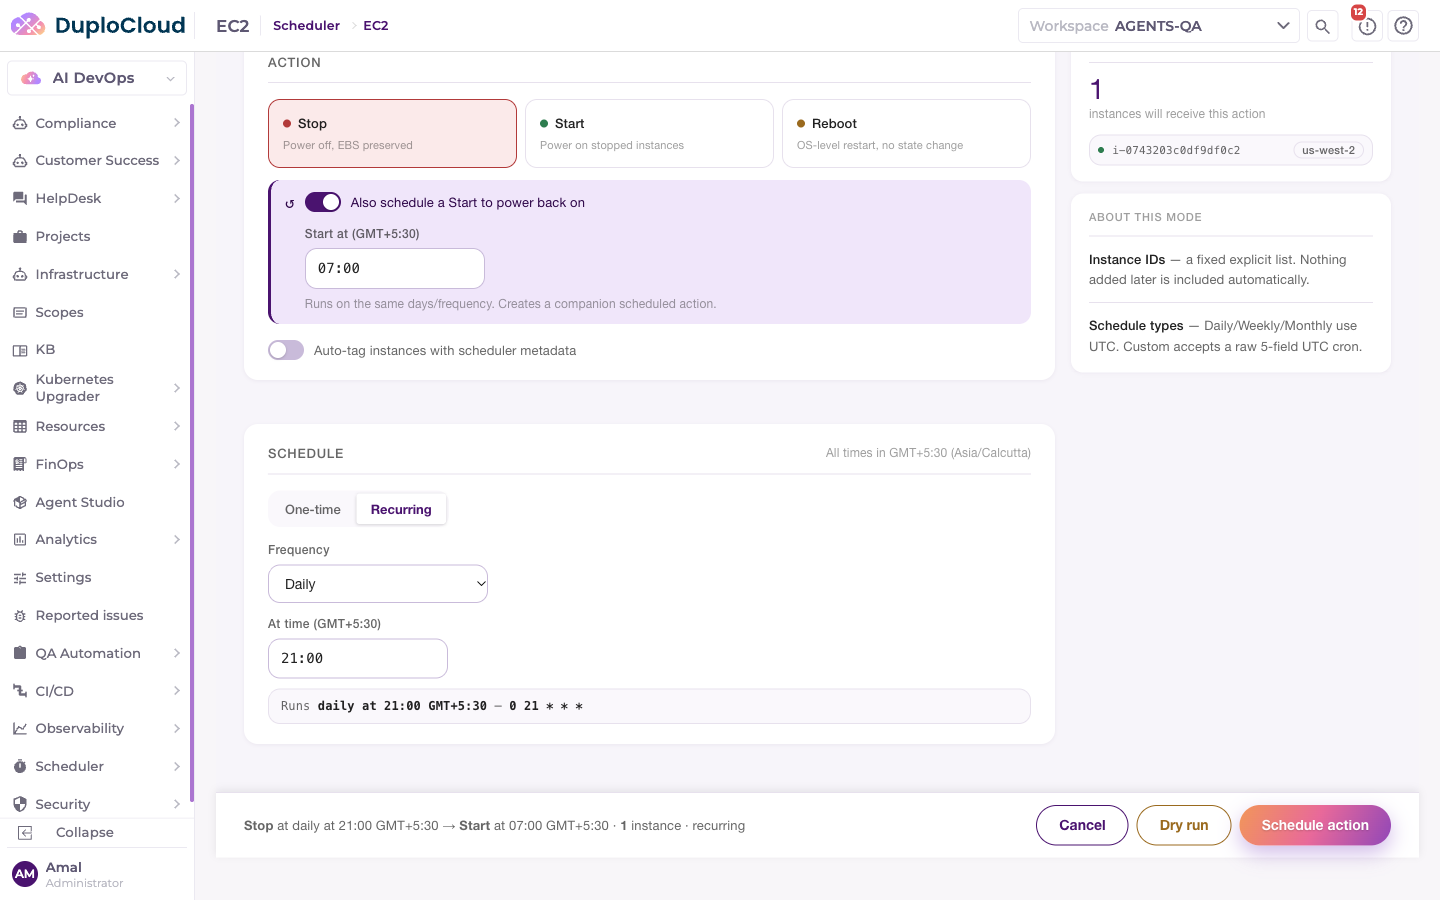 DuploCloud
EC2
Scheduler > EC2
Workspace AGENTS-QA
12
AI DevOps
Compliance
Customer Success
HelpDesk
Projects
Infrastructure
Scopes
KB
Kubernetes
Upgrader
Resources
FinOps
Agent Studio
Analytics
Settings
Reported issues
QA Automation
CI/CD
Observability
Scheduler
Security
Collapse
AM
Amal
Administrator
ACTION
Stop
Power off, EBS preserved
Start
Power on stopped instances
Reboot
OS-level restart, no state change
↺ Also schedule a Start to power back on
Start at (GMT+5:30)
07:00
Runs on the same days/frequency. Creates a companion scheduled action.
Auto-tag instances with scheduler metadata
SCHEDULE
All times in GMT+5:30 (Asia/Calcutta)
One-time
Recurring
Frequency
Daily
At time (GMT+5:30)
21:00
Runs daily at 21:00 GMT+5:30 — 0 21 * * *
1
instances will receive this action
i-0743203c0df9df0c2
us-west-2
ABOUT THIS MODE
Instance IDs — a fixed explicit list. Nothing
added later is included automatically.
Schedule types — Daily/Weekly/Monthly use
UTC. Custom accepts a raw 5-field UTC cron.
Stop at daily at 21:00 GMT+5:30 → Start at 07:00 GMT+5:30 · 1 instance · recurring
Cancel
Dry run
Schedule action